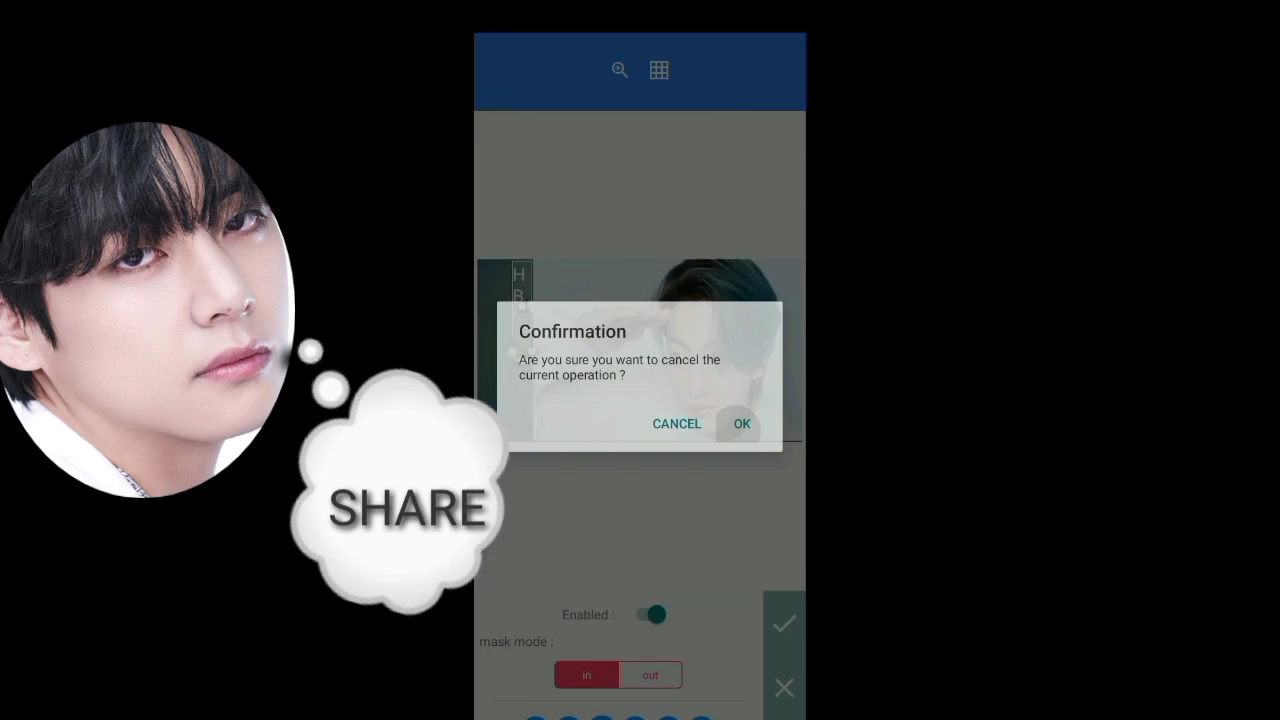 H
B
Confirmation
Are you sure you want to cancel the
current operation ?
CANCEL OK
SHARE
Enabled :
mask mode :
in out